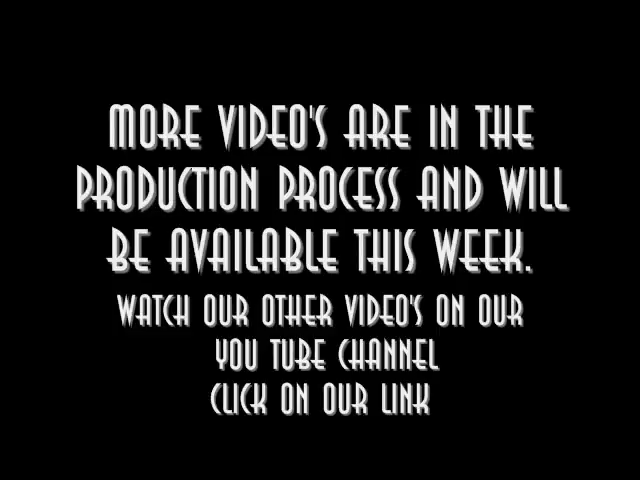 MORE VIDEO'S ARE IN THE
PRODUCTION PROCESS AND WILL
BE AVAILABLE THIS WEEK.
WATCH OUR OTHER VIDEO'S ON OUR
YOU TUBE CHANNEL
CLICK ON OUR LINK